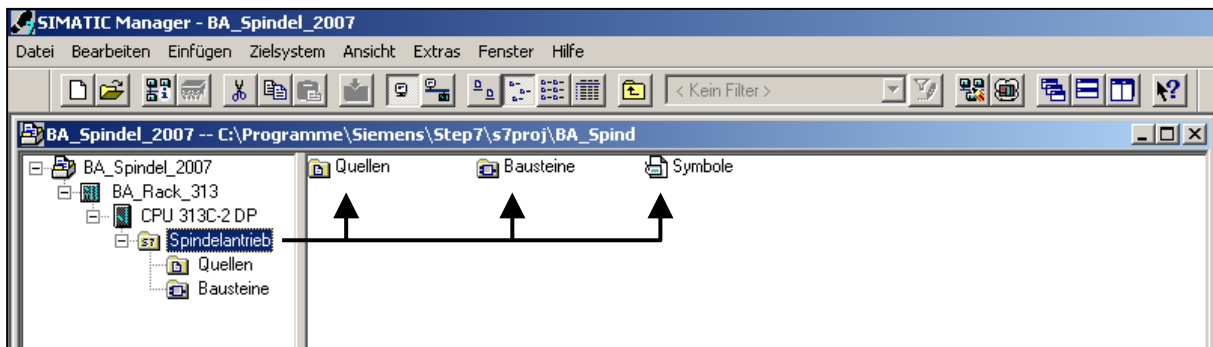 SIMATIC Manager - BA_Spindel_2007
Datei Bearbeiten Einfügen Zielsystem Ansicht Extras Fenster Hilfe
< Kein Filter >
BA_Spindel_2007 -- C:\Programme\Siemens\Step7\s7proj\BA_Spind
BA_Spindel_2007
BA_Rack_313
CPU 313C-2 DP
Spindelantrieb
Quellen
Bausteine
Quellen Bausteine Symbole